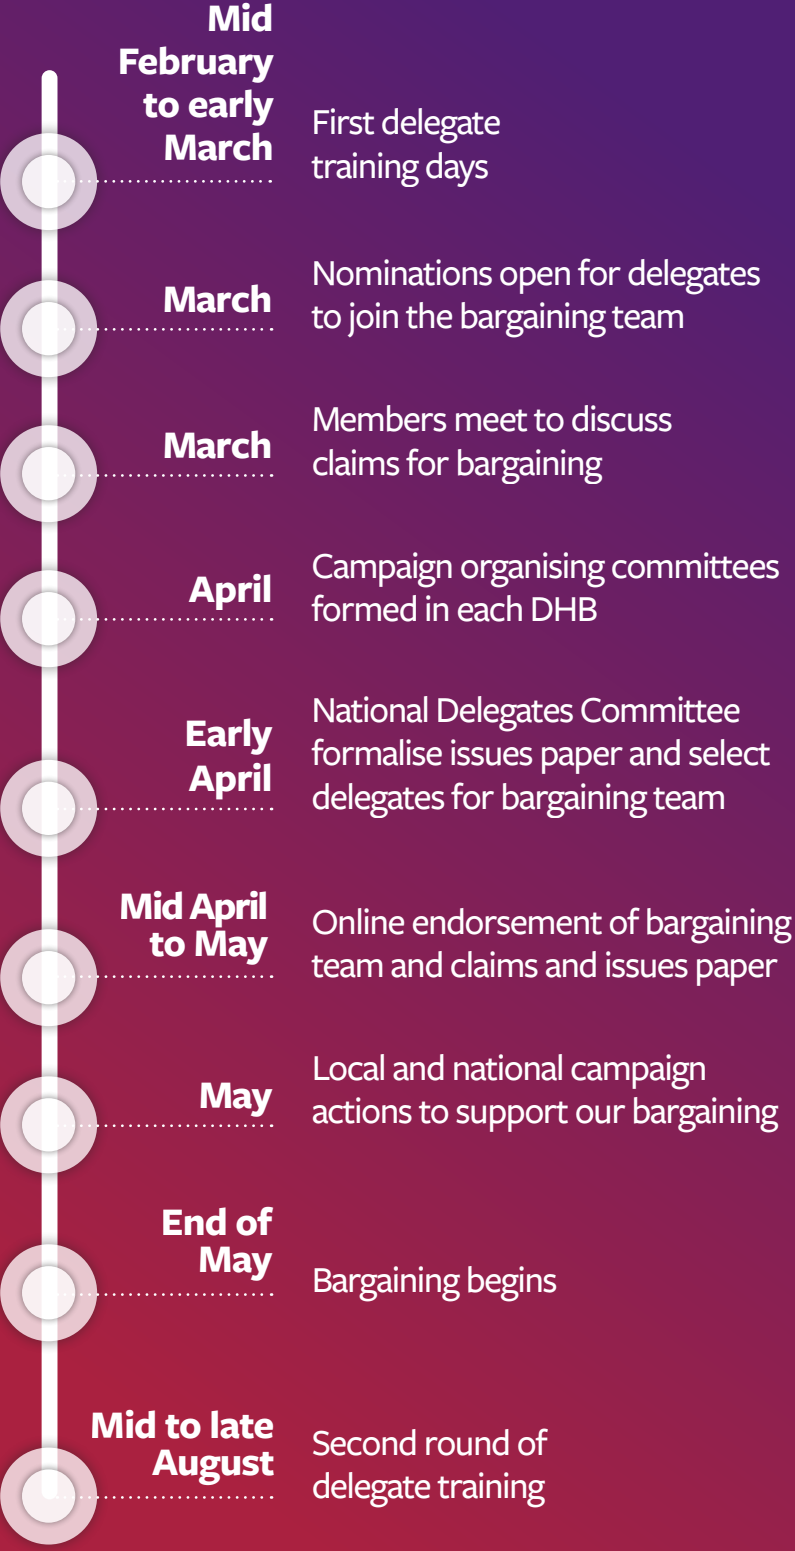 Mid
February
to early
March
First delegate
training days
March
Nominations open for delegates
to join the bargaining team
March
Members meet to discuss
claims for bargaining
April
Campaign organising committees
formed in each DHB
Early
April
National Delegates Committee
formalise issues paper and select
delegates for bargaining team
Mid April
to May
Online endorsement of bargaining
team and claims and issues paper
May
Local and national campaign
actions to support our bargaining
End of
May
Bargaining begins
Mid to late
August
Second round of
delegate training